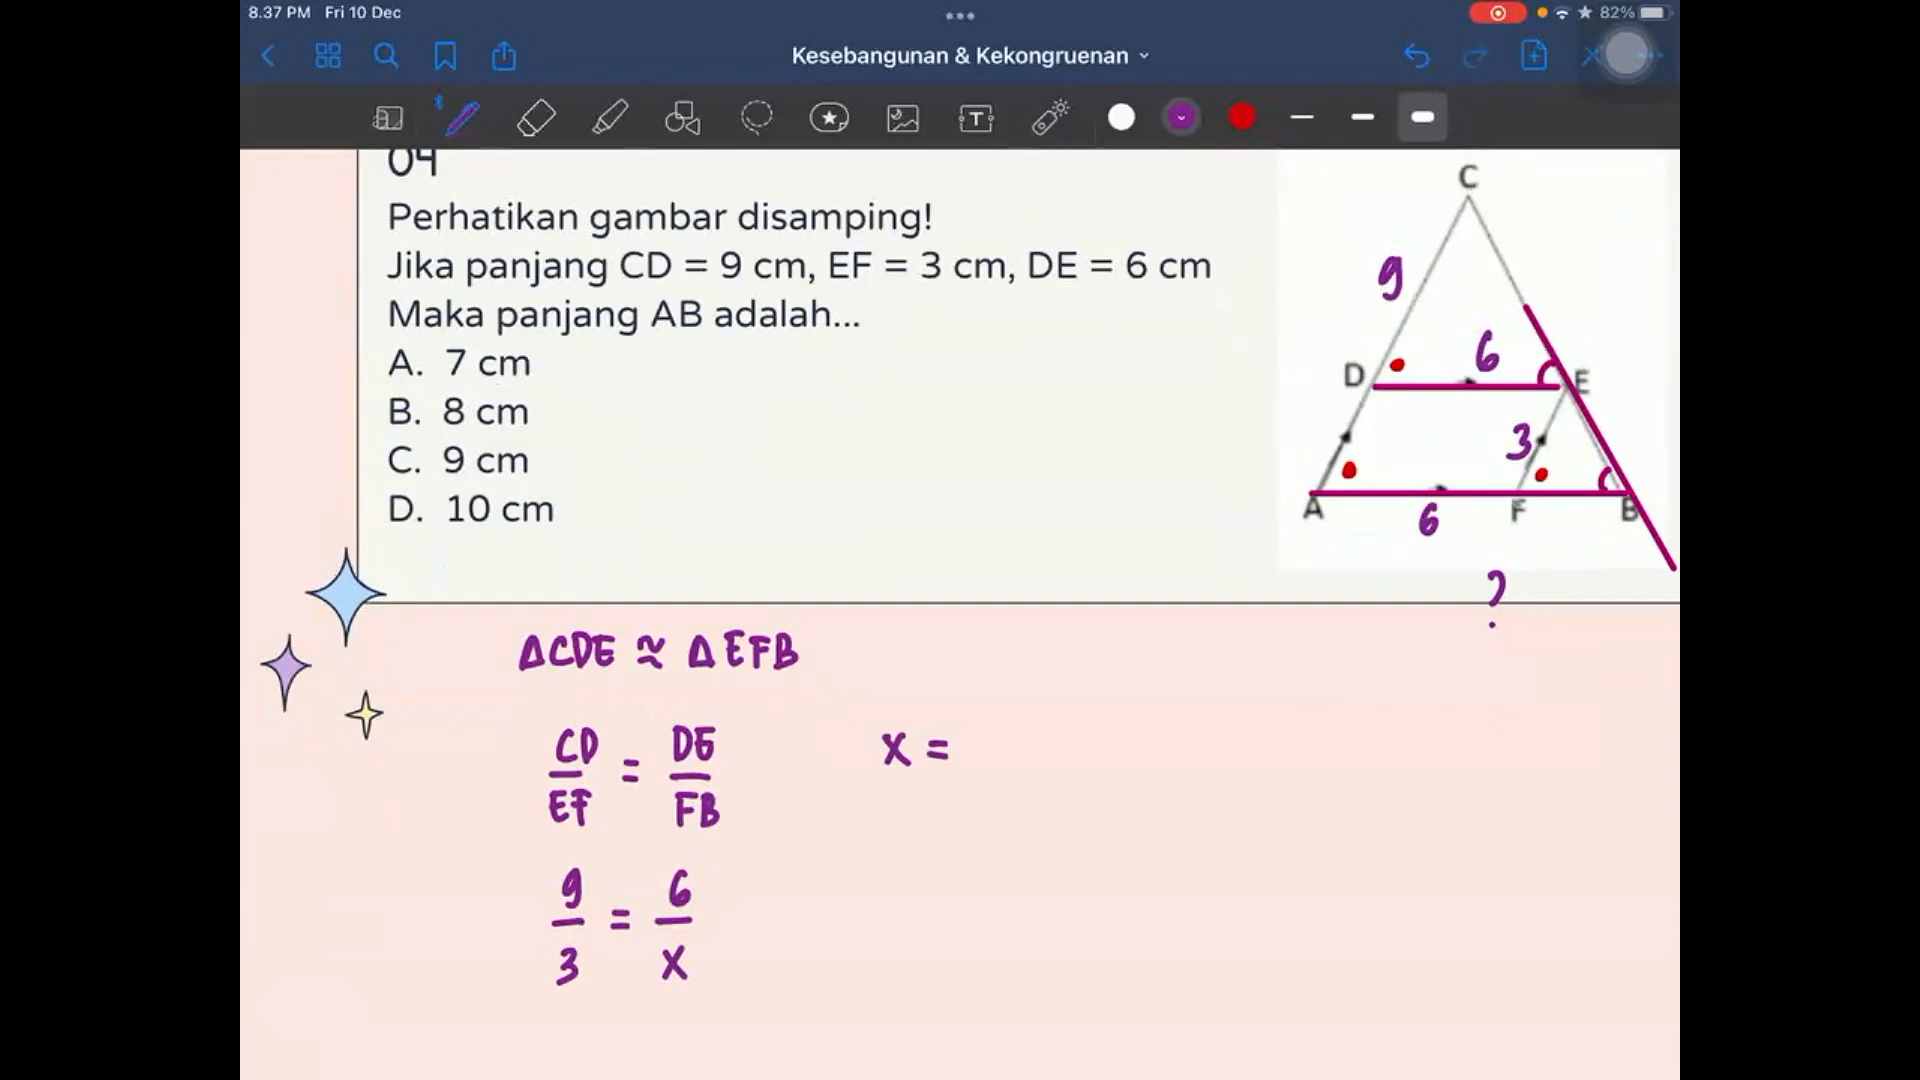 8.37 PM Fri 10 Dec
82%
Kesebangunan & Kekongruenan
T
04
Perhatikan gambar disamping!
Jika panjang CD = 9 cm, EF = 3 cm, DE = 6 cm
Maka panjang AB adalah...
A. 7 cm
B. 8 cm
C. 9 cm
D. 10 cm
C
9
6
D
E
3
A
6
F
B
?
ΔCDE ≈ ΔEFB
CD/EF = DE/FB
x =
9/3 = 6/x